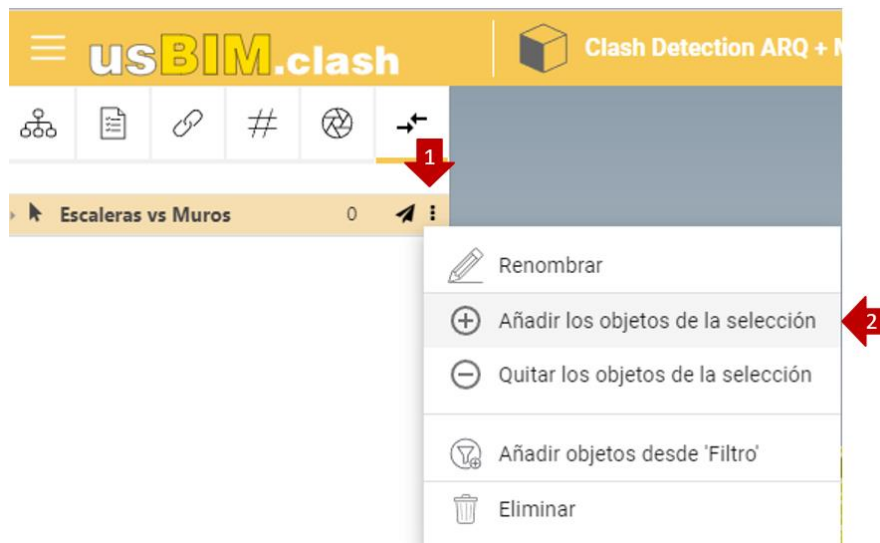 usBIM.clash
Clash Detection ARQ +
#
1
Escaleras vs Muros 0
Renombrar
Añadir los objetos de la selección
2
Quitar los objetos de la selección
Añadir objetos desde 'Filtro'
Eliminar